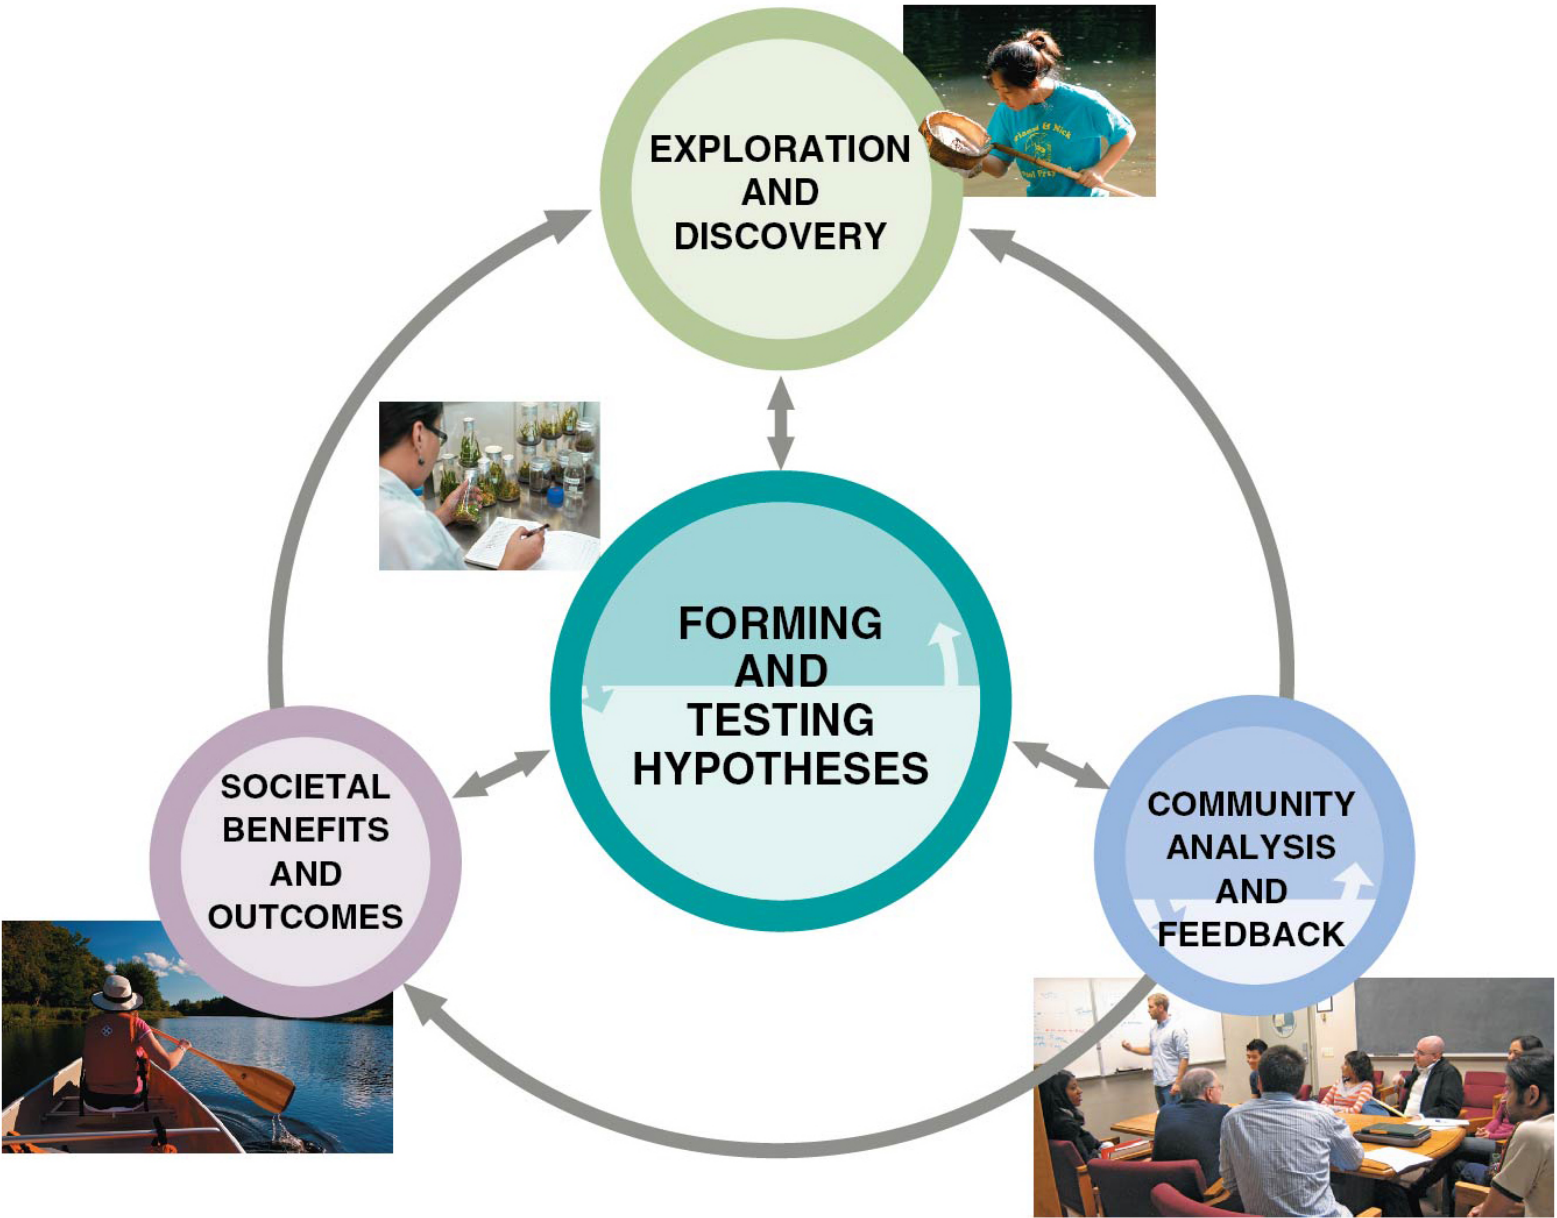 EXPLORATION
AND
DISCOVERY
FORMING
AND
TESTING
HYPOTHESES
SOCIETAL
BENEFITS
AND
OUTCOMES
COMMUNITY
ANALYSIS
AND
FEEDBACK